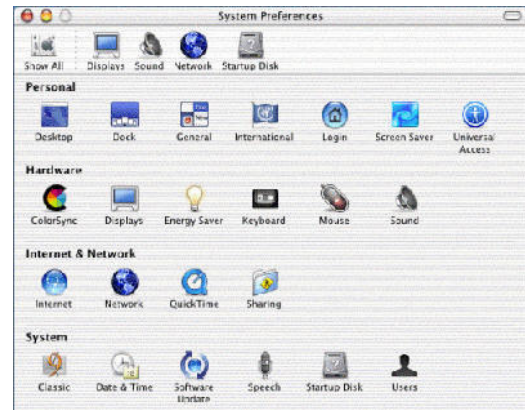 System Preferences
Show All Displays Sound Network Startup Disk
Personal
Desktop Dock General International Login Screen Saver Universal
Access
Hardware
ColorSync Displays Energy Saver Keyboard Mouse Sound
Internet & Network
Internet Network QuickTime Sharing
System
Classic Date & Time Software Speech Startup Disk Users
Update